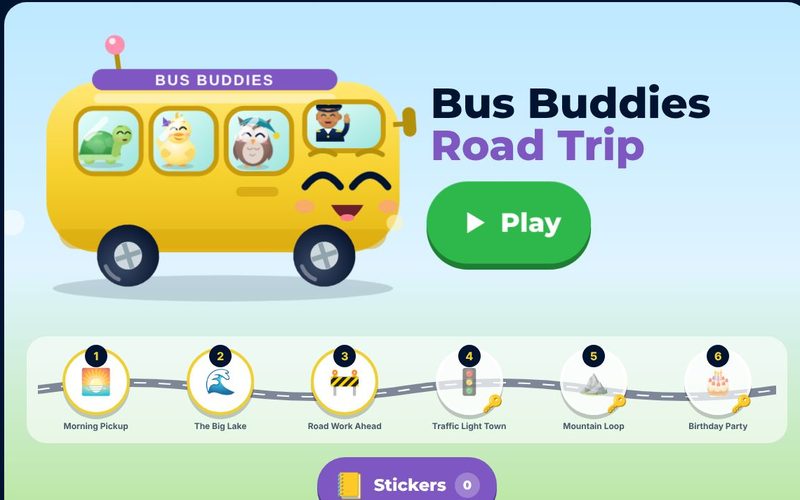 BUS BUDDIES
Bus Buddies
Road Trip
Play
1
2
3
4
5
6
Morning Pickup
The Big Lake
Road Work Ahead
Traffic Light Town
Mountain Loop
Birthday Party
Stickers 0